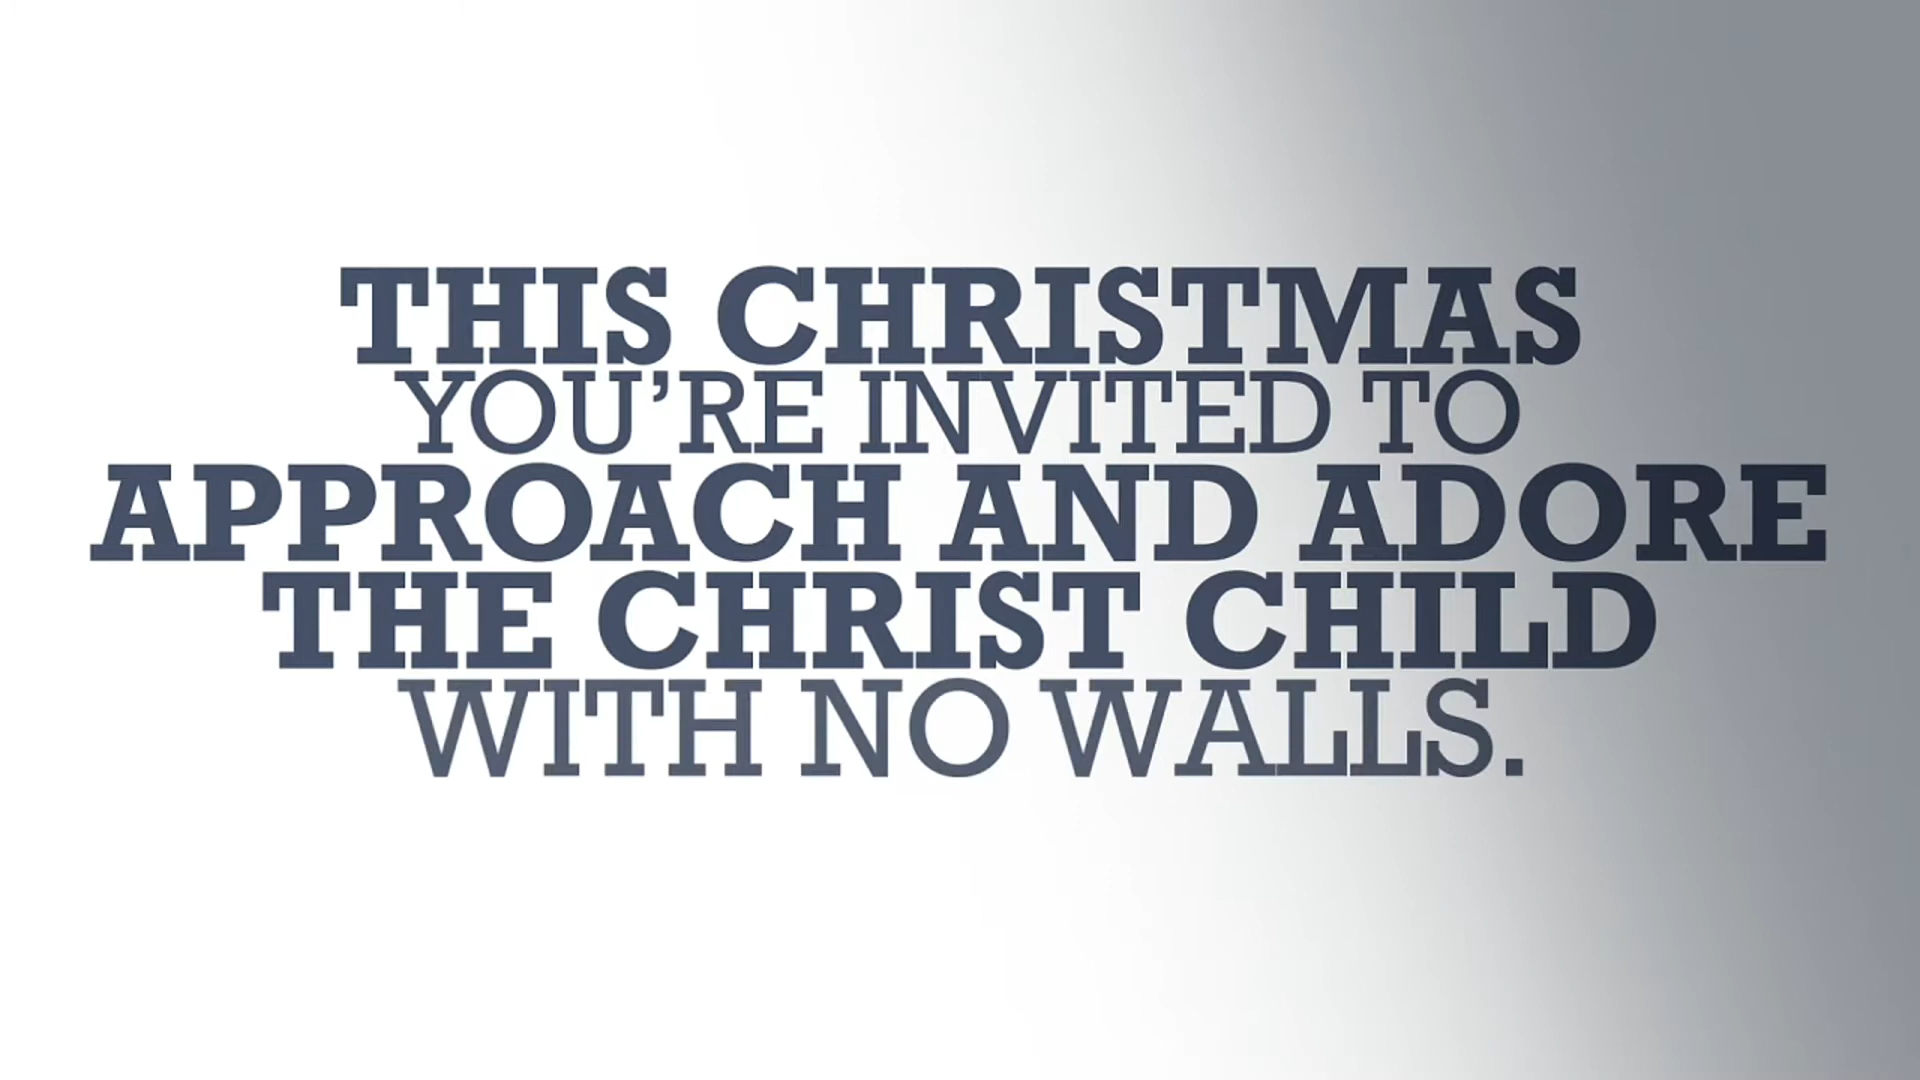 THIS CHRISTMAS
YOU’RE INVITED TO
APPROACH AND ADORE
THE CHRIST CHILD
WITH NO WALLS.